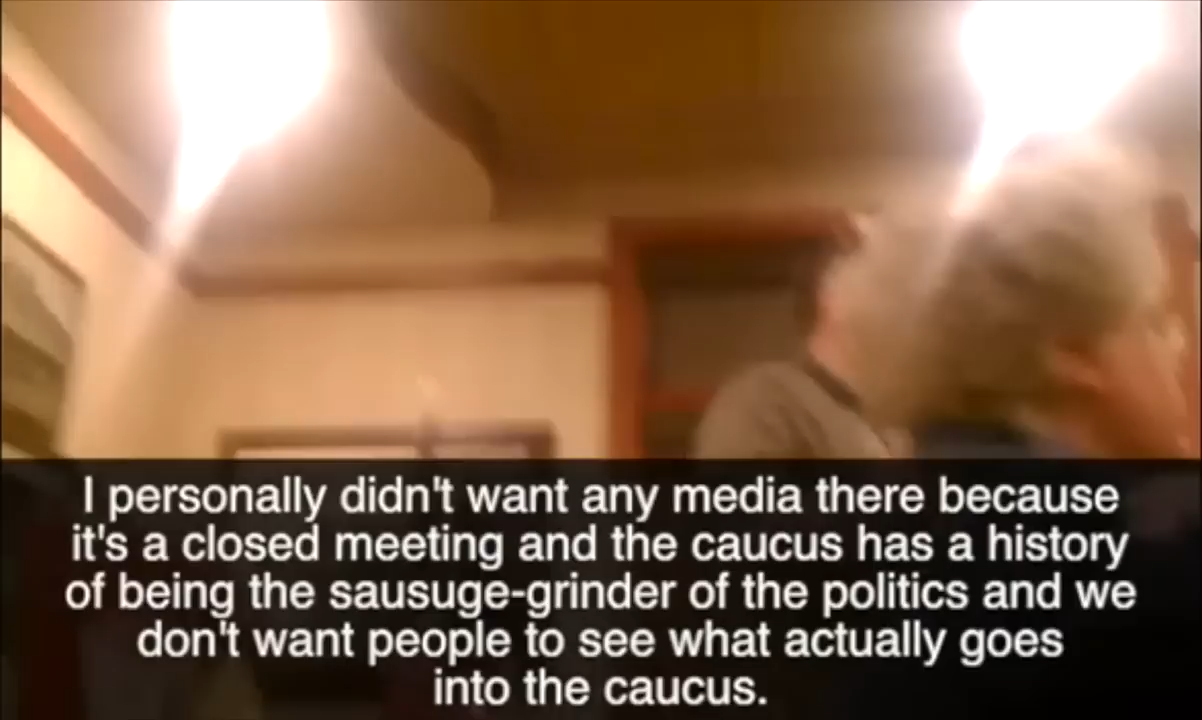 I personally didn't want any media there because
it's a closed meeting and the caucus has a history
of being the sausuge-grinder of the politics and we
don't want people to see what actually goes
into the caucus.